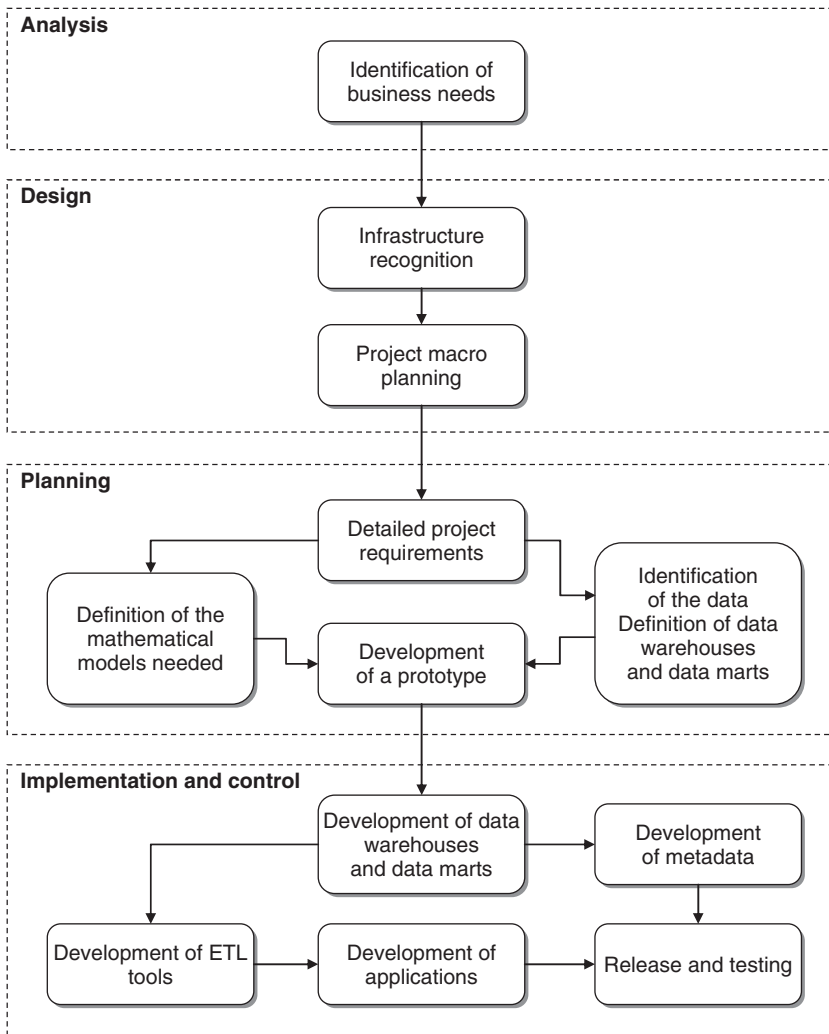 Analysis
Identification of
business needs
Design
Infrastructure
recognition
Project macro
planning
Planning
Detailed project
requirements
Definition of the
mathematical
models needed
Development
of a prototype
Identification
of the data
Definition of data
warehouses
and data marts
Implementation and control
Development of data
warehouses
and data marts
Development
of metadata
Development of ETL
tools
Development of
applications
Release and testing